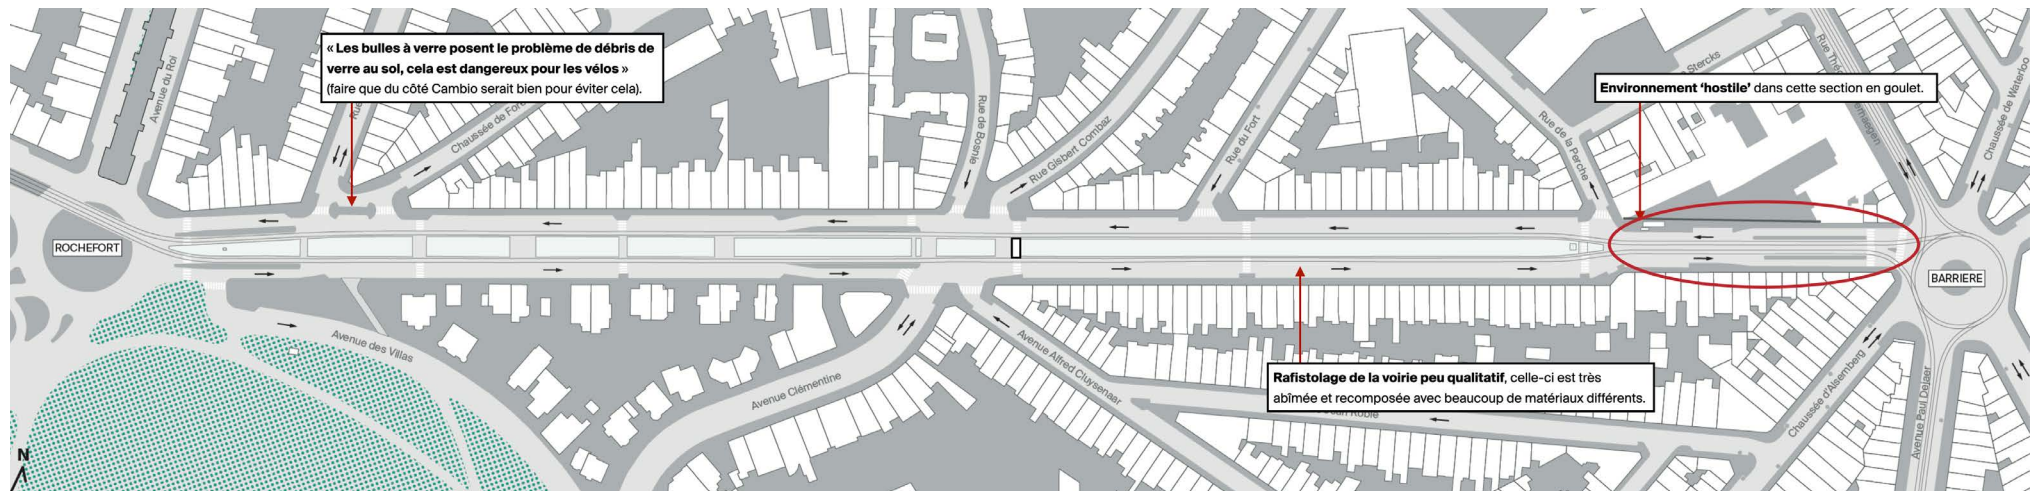 « Les bulles à verre posent le problème de débris de
verre au sol, cela est dangereux pour les vélos »
(faire que du côté Cambio serait bien pour éviter cela).
Environnement ‘hostile’ dans cette section en goulet.
Avenue du Roi
Chaussée de For
Rue de Bosnie
Rue Gisbert Combaz
Rue du Fort
Rue de la Perche
Stercks
Rue Thé
Chaussée de Waterloo
ROCHEFORT
BARRIERE
Avenue des Villas
Avenue Clémentine
Avenue Alfred Cluysenaar
Rafistolage de la voirie peu qualitatif, celle-ci est très
abîmée et recomposée avec beaucoup de matériaux différents.
Chaussée d'Alsemberg
Avenue Paul Dejaer
N